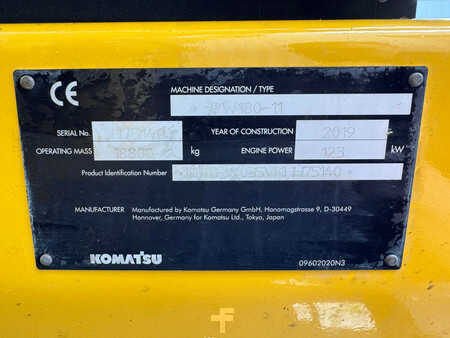 CE
MACHINE DESIGNATION / TYPE
PW180-11
SERIAL No.
YEAR OF CONSTRUCTION 2019
OPERATING MASS kg ENGINE POWER 123 kW
Product Identification Number
MANUFACTURER Manufactured by Komatsu Germany GmbH, Hanomagstrasse 9, D-30449
Hannover, Germany for Komatsu Ltd., Tokyo, Japan
KOMATSU
09602020N3